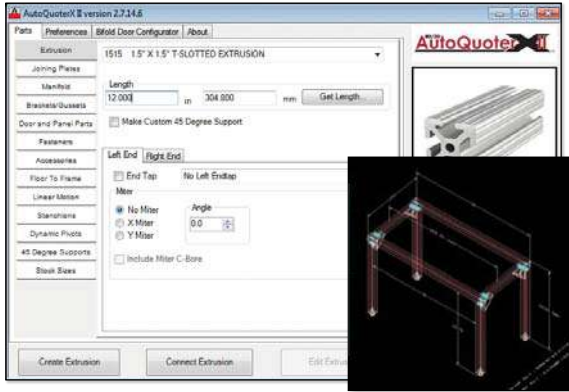 AutoQuoterX II version 2.7.14.6
Parts
Preferences
Bifold Door Configurator
About
Extrusion
Joining Plates
Manifold
Brackets/Gussets
Door and Panel Parts
Fasteners
Accessories
Floor To Frame
Linear Motion
Stanchions
Dynamic Pivots
45 Degree Supports
Stock Sizes
1515 1.5" X 1.5" T-SLOTTED EXTRUSION
Length
12.000 in 304.800 mm Get Length...
Make Custom 45 Degree Support
Left End Right End
End Tap No Left Endtap
Miter
No Miter
X Miter
Y Miter
Angle
0.0
Include Miter C-Bore
Create Extrusion
Connect Extrusion
Edit Extrus
AutoQuoter XII